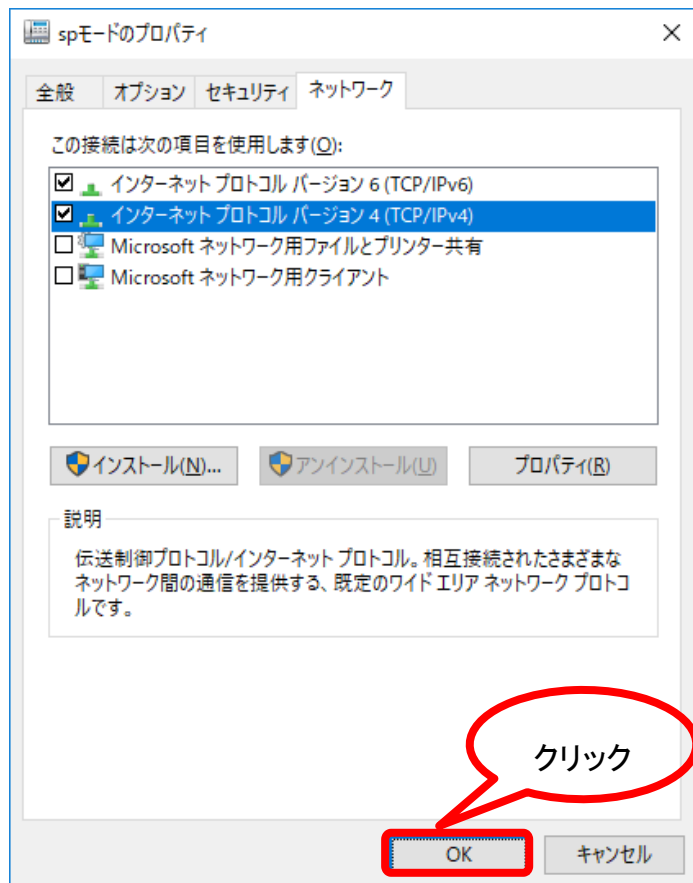 spモードのプロパティ
全般 オプション セキュリティ ネットワーク
この接続は次の項目を使用します(O):
インターネット プロトコル バージョン 6 (TCP/IPv6)
インターネット プロトコル バージョン 4 (TCP/IPv4)
Microsoft ネットワーク用ファイルとプリンター共有
Microsoft ネットワーク用クライアント
インストール(N)... アンインストール(U) プロパティ(R)
説明
伝送制御プロトコル/インターネット プロトコル。相互接続されたさまざまな
ネットワーク間の通信を提供する、既定のワイド エリア ネットワーク プロトコ
ルです。
クリック
OK キャンセル